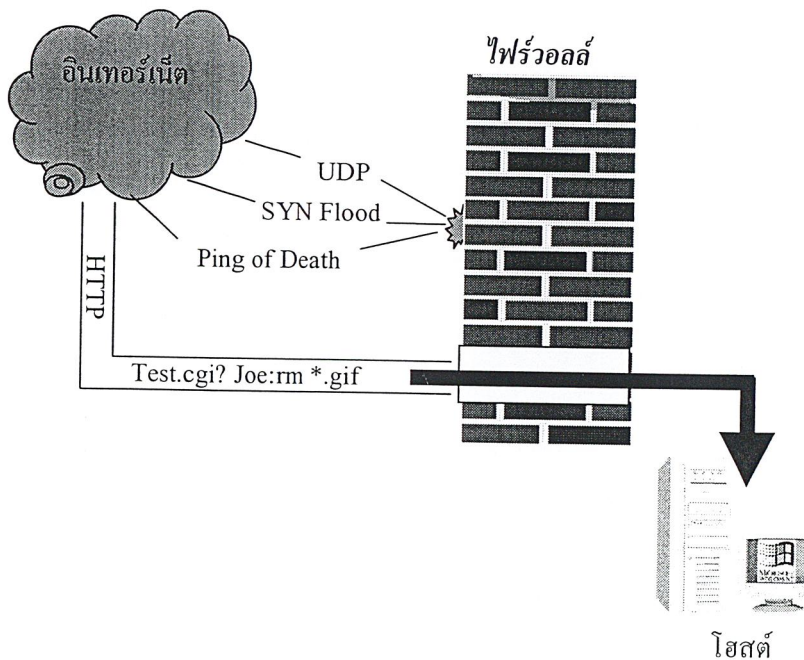 ไฟร์วอลล์
อินเทอร์เน็ต
UDP
SYN Flood
Ping of Death
HTTP
Test.cgi? Joe:rm *.gif
โฮสต์